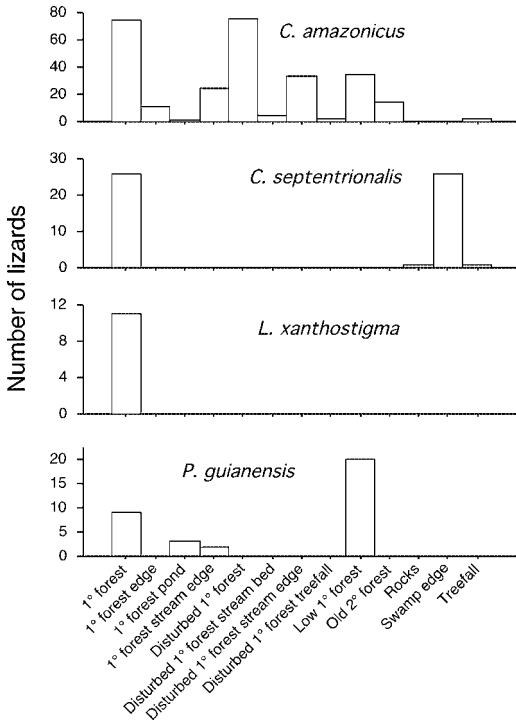 Number of lizards
80
60
40
20
0
C. amazonicus
30
20
10
0
C. septentrionalis
12
8
4
0
L. xanthostigma
20
15
10
5
0
P. guianensis
1° forest
1° forest edge
1° forest pond
1° forest stream edge
Disturbed 1° forest
Disturbed 1° forest stream bed
Disturbed 1° forest stream edge
Disturbed 1° forest treefall
Low 1° forest
Old 2° forest
Rocks
Swamp edge
Treefall